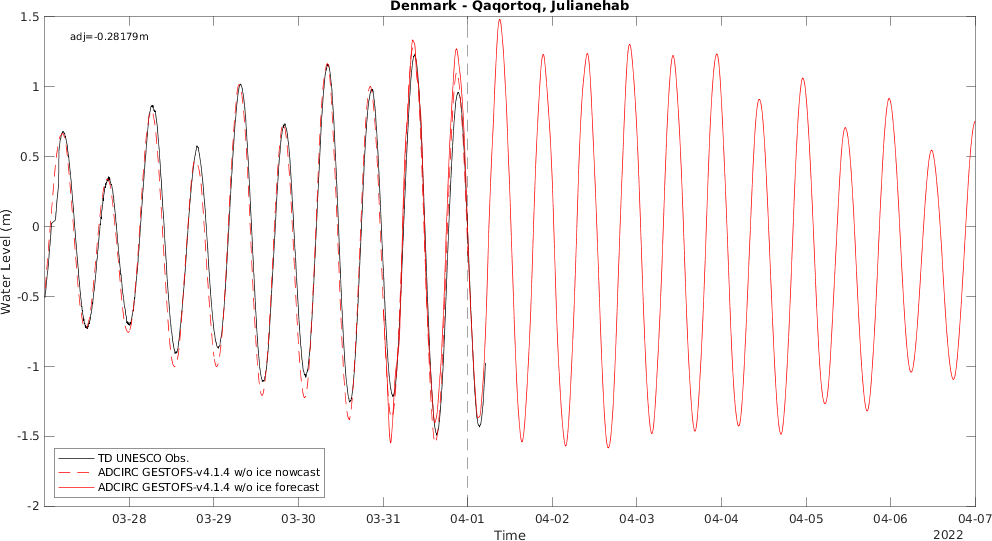 Denmark - Qaqortoq, Julianehab
adj=-0.28179m
1.5
1
0.5
0
-0.5
-1
-1.5
-2
Water Level (m)
TD UNESCO Obs.
ADCIRC GESTOFS-v4.1.4 w/o ice nowcast
ADCIRC GESTOFS-v4.1.4 w/o ice forecast
03-28 03-29 03-30 03-31 04-01 04-02 04-03 04-04 04-05 04-06 04-07
Time
2022